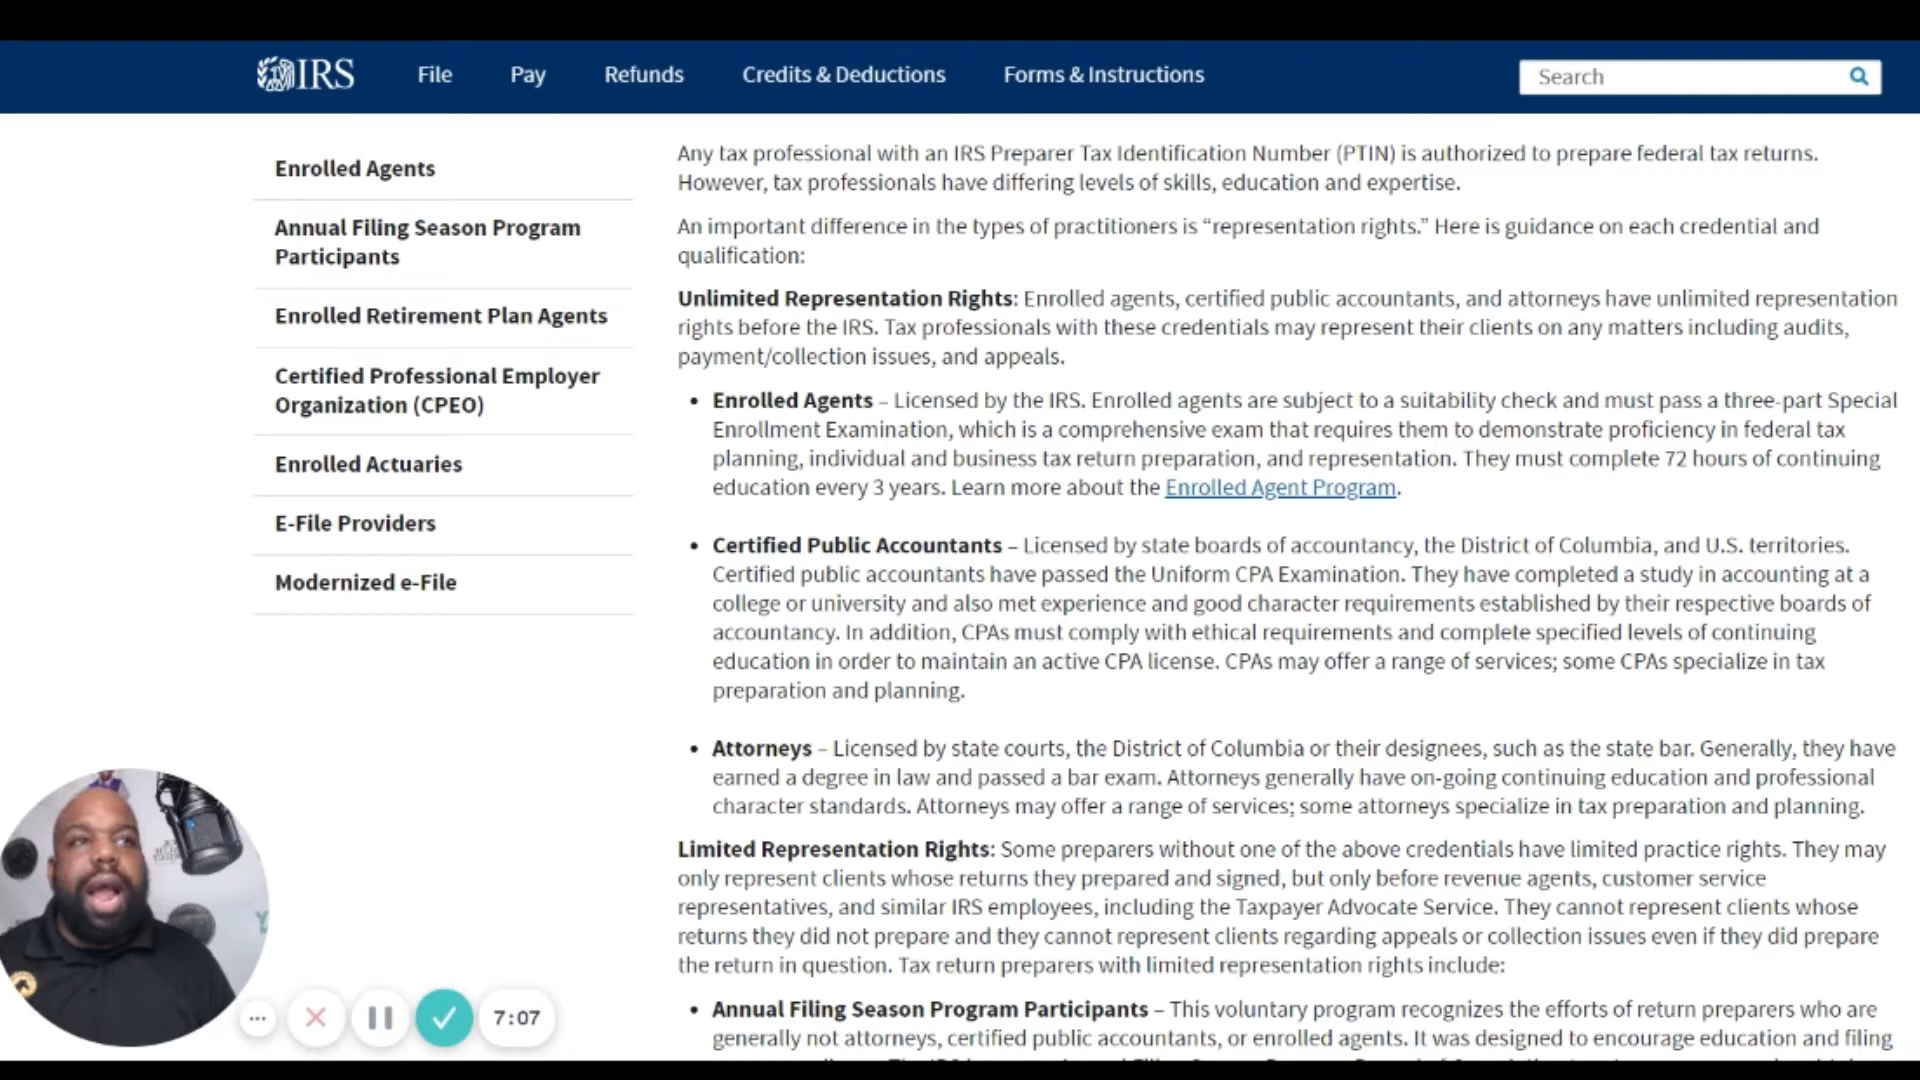 IRS File Pay Refunds Credits & Deductions Forms & Instructions Search
Enrolled Agents
Annual Filing Season Program
Participants
Enrolled Retirement Plan Agents
Certified Professional Employer
Organization (CPEO)
Enrolled Actuaries
E-File Providers
Modernized e-File
Any tax professional with an IRS Preparer Tax Identification Number (PTIN) is authorized to prepare federal tax returns.
However, tax professionals have differing levels of skills, education and expertise.
An important difference in the types of practitioners is “representation rights.” Here is guidance on each credential and
qualification:
Unlimited Representation Rights: Enrolled agents, certified public accountants, and attorneys have unlimited representation
rights before the IRS. Tax professionals with these credentials may represent their clients on any matters including audits,
payment/collection issues, and appeals.
• Enrolled Agents – Licensed by the IRS. Enrolled agents are subject to a suitability check and must pass a three-part Special
Enrollment Examination, which is a comprehensive exam that requires them to demonstrate proficiency in federal tax
planning, individual and business tax return preparation, and representation. They must complete 72 hours of continuing
education every 3 years. Learn more about the Enrolled Agent Program.
• Certified Public Accountants – Licensed by state boards of accountancy, the District of Columbia, and U.S. territories.
Certified public accountants have passed the Uniform CPA Examination. They have completed a study in accounting at a
college or university and also met experience and good character requirements established by their respective boards of
accountancy. In addition, CPAs must comply with ethical requirements and complete specified levels of continuing
education in order to maintain an active CPA license. CPAs may offer a range of services; some CPAs specialize in tax
preparation and planning.
• Attorneys – Licensed by state courts, the District of Columbia or their designees, such as the state bar. Generally, they have
earned a degree in law and passed a bar exam. Attorneys generally have on-going continuing education and professional
character standards. Attorneys may offer a range of services; some attorneys specialize in tax preparation and planning.
Limited Representation Rights: Some preparers without one of the above credentials have limited practice rights. They may
only represent clients whose returns they prepared and signed, but only before revenue agents, customer service
representatives, and similar IRS employees, including the Taxpayer Advocate Service. They cannot represent clients whose
returns they did not prepare and they cannot represent clients regarding appeals or collection issues even if they did prepare
the return in question. Tax return preparers with limited representation rights include:
• Annual Filing Season Program Participants – This voluntary program recognizes the efforts of return preparers who are
generally not attorneys, certified public accountants, or enrolled agents. It was designed to encourage education and filing
7:07